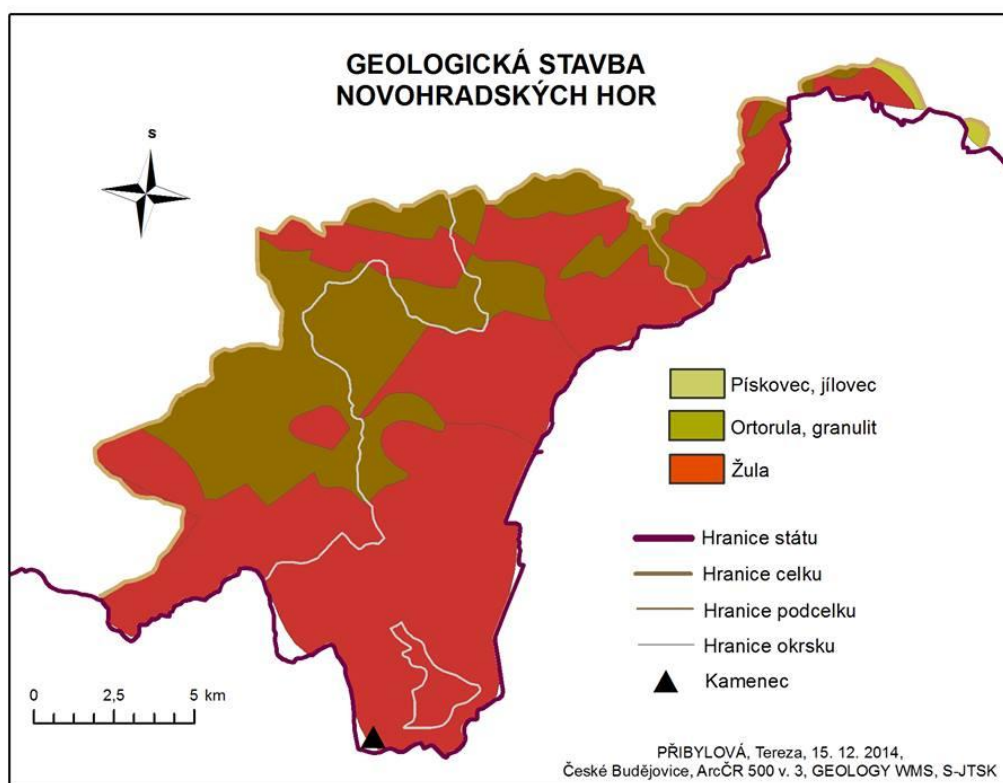 GEOLOGICKÁ STAVBA
NOVOHRADSKÝCH HOR
s
Pískovec, jílovec
Ortorula, granulit
Žula
Hranice státu
Hranice celku
Hranice podcelku
Hranice okrsku
Kamenec
0 2,5 5 km
PŘIBYLOVÁ, Tereza, 15. 12. 2014,
České Budějovice, ArcČR 500 v. 3, GEOLOGY WMS, S-JTSK